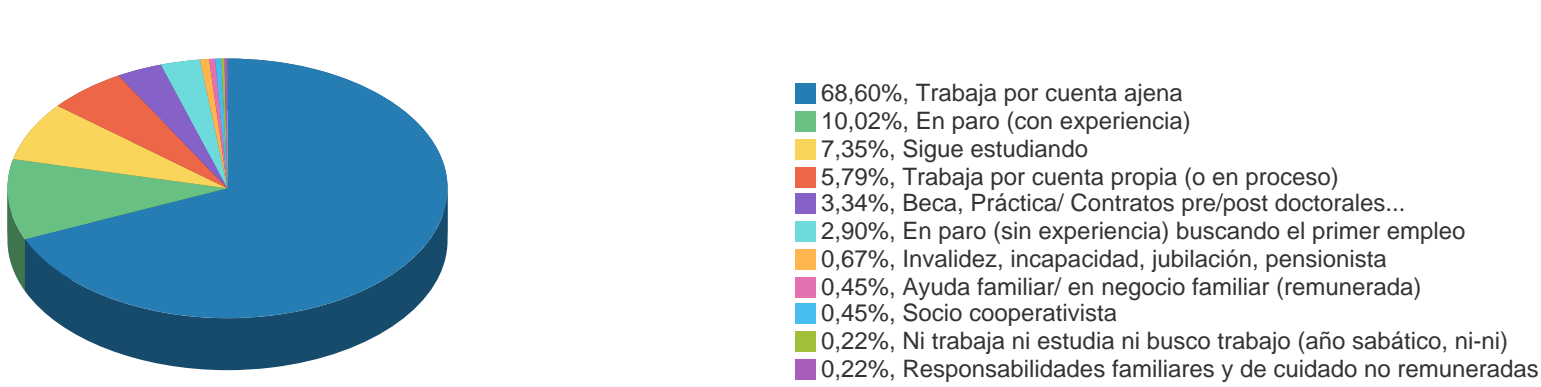 68,60%, Trabaja por cuenta ajena
10,02%, En paro (con experiencia)
7,35%, Sigue estudiando
5,79%, Trabaja por cuenta propia (o en proceso)
3,34%, Beca, Práctica/ Contratos pre/post doctorales...
2,90%, En paro (sin experiencia) buscando el primer empleo
0,67%, Invalidez, incapacidad, jubilación, pensionista
0,45%, Ayuda familiar/ en negocio familiar (remunerada)
0,45%, Socio cooperativista
0,22%, Ni trabaja ni estudia ni busco trabajo (año sabático, ni-ni)
0,22%, Responsabilidades familiares y de cuidado no remuneradas